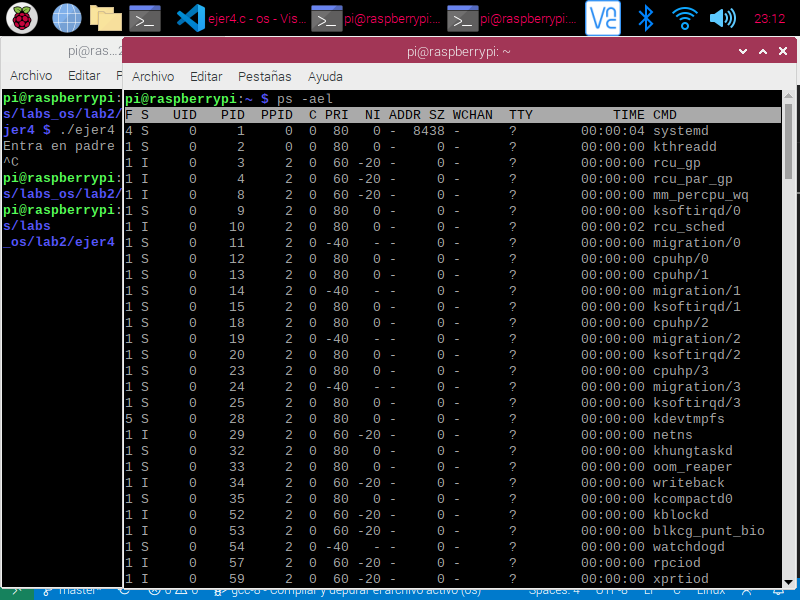 ejer4.c - os - Vis...
pi@raspberrypi:...
pi@raspberrypi:...
VNC
23:12
pi@ras...2
Archivo Editar
pi@raspberrypi:
s/labs_os/lab2/
jer4 $ ./ejer4
Entra en padre
^C
pi@raspberrypi:
s/labs_os/lab2/
pi@raspberrypi:
s/labs
_os/lab2/ejer4
pi@raspberrypi: ~
Archivo Editar Pestañas Ayuda
pi@raspberrypi:~ $ ps -ael
F S UID PID PPID C PRI NI ADDR SZ WCHAN TTY TIME CMD
4 S 0 1 0 0 80 0 - 8438 - ? 00:00:04 systemd
1 S 0 2 0 0 80 0 - 0 - ? 00:00:00 kthreadd
1 I 0 3 2 0 60 -20 - 0 - ? 00:00:00 rcu_gp
1 I 0 4 2 0 60 -20 - 0 - ? 00:00:00 rcu_par_gp
1 I 0 8 2 0 60 -20 - 0 - ? 00:00:00 mm_percpu_wq
1 S 0 9 2 0 80 0 - 0 - ? 00:00:00 ksoftirqd/0
1 I 0 10 2 0 80 0 - 0 - ? 00:00:02 rcu_sched
1 S 0 11 2 0 -40 - - 0 - ? 00:00:00 migration/0
1 S 0 12 2 0 80 0 - 0 - ? 00:00:00 cpuhp/0
1 S 0 13 2 0 80 0 - 0 - ? 00:00:00 cpuhp/1
1 S 0 14 2 0 -40 - - 0 - ? 00:00:00 migration/1
1 S 0 15 2 0 80 0 - 0 - ? 00:00:00 ksoftirqd/1
1 S 0 18 2 0 80 0 - 0 - ? 00:00:00 cpuhp/2
1 S 0 19 2 0 -40 - - 0 - ? 00:00:00 migration/2
1 S 0 20 2 0 80 0 - 0 - ? 00:00:00 ksoftirqd/2
1 S 0 23 2 0 80 0 - 0 - ? 00:00:00 cpuhp/3
1 S 0 24 2 0 -40 - - 0 - ? 00:00:00 migration/3
1 S 0 25 2 0 80 0 - 0 - ? 00:00:00 ksoftirqd/3
5 S 0 28 2 0 80 0 - 0 - ? 00:00:00 kdevtmpfs
1 I 0 29 2 0 60 -20 - 0 - ? 00:00:00 netns
1 S 0 32 2 0 80 0 - 0 - ? 00:00:00 khungtaskd
1 S 0 33 2 0 80 0 - 0 - ? 00:00:00 oom_reaper
1 I 0 34 2 0 60 -20 - 0 - ? 00:00:00 writeback
1 S 0 35 2 0 80 0 - 0 - ? 00:00:00 kcompactd0
1 I 0 52 2 0 60 -20 - 0 - ? 00:00:00 kblockd
1 I 0 53 2 0 60 -20 - 0 - ? 00:00:00 blkcg_punt_bio
1 S 0 54 2 0 -40 - - 0 - ? 00:00:00 watchdogd
1 I 0 57 2 0 60 -20 - 0 - ? 00:00:00 rpciod
1 I 0 59 2 0 60 -20 - 0 - ? 00:00:00 xprtiod
master* 0 0 gcc-8 - Compilar y depurar el archivo activo (os) Spaces: 4 UTF-8 LF C Linux